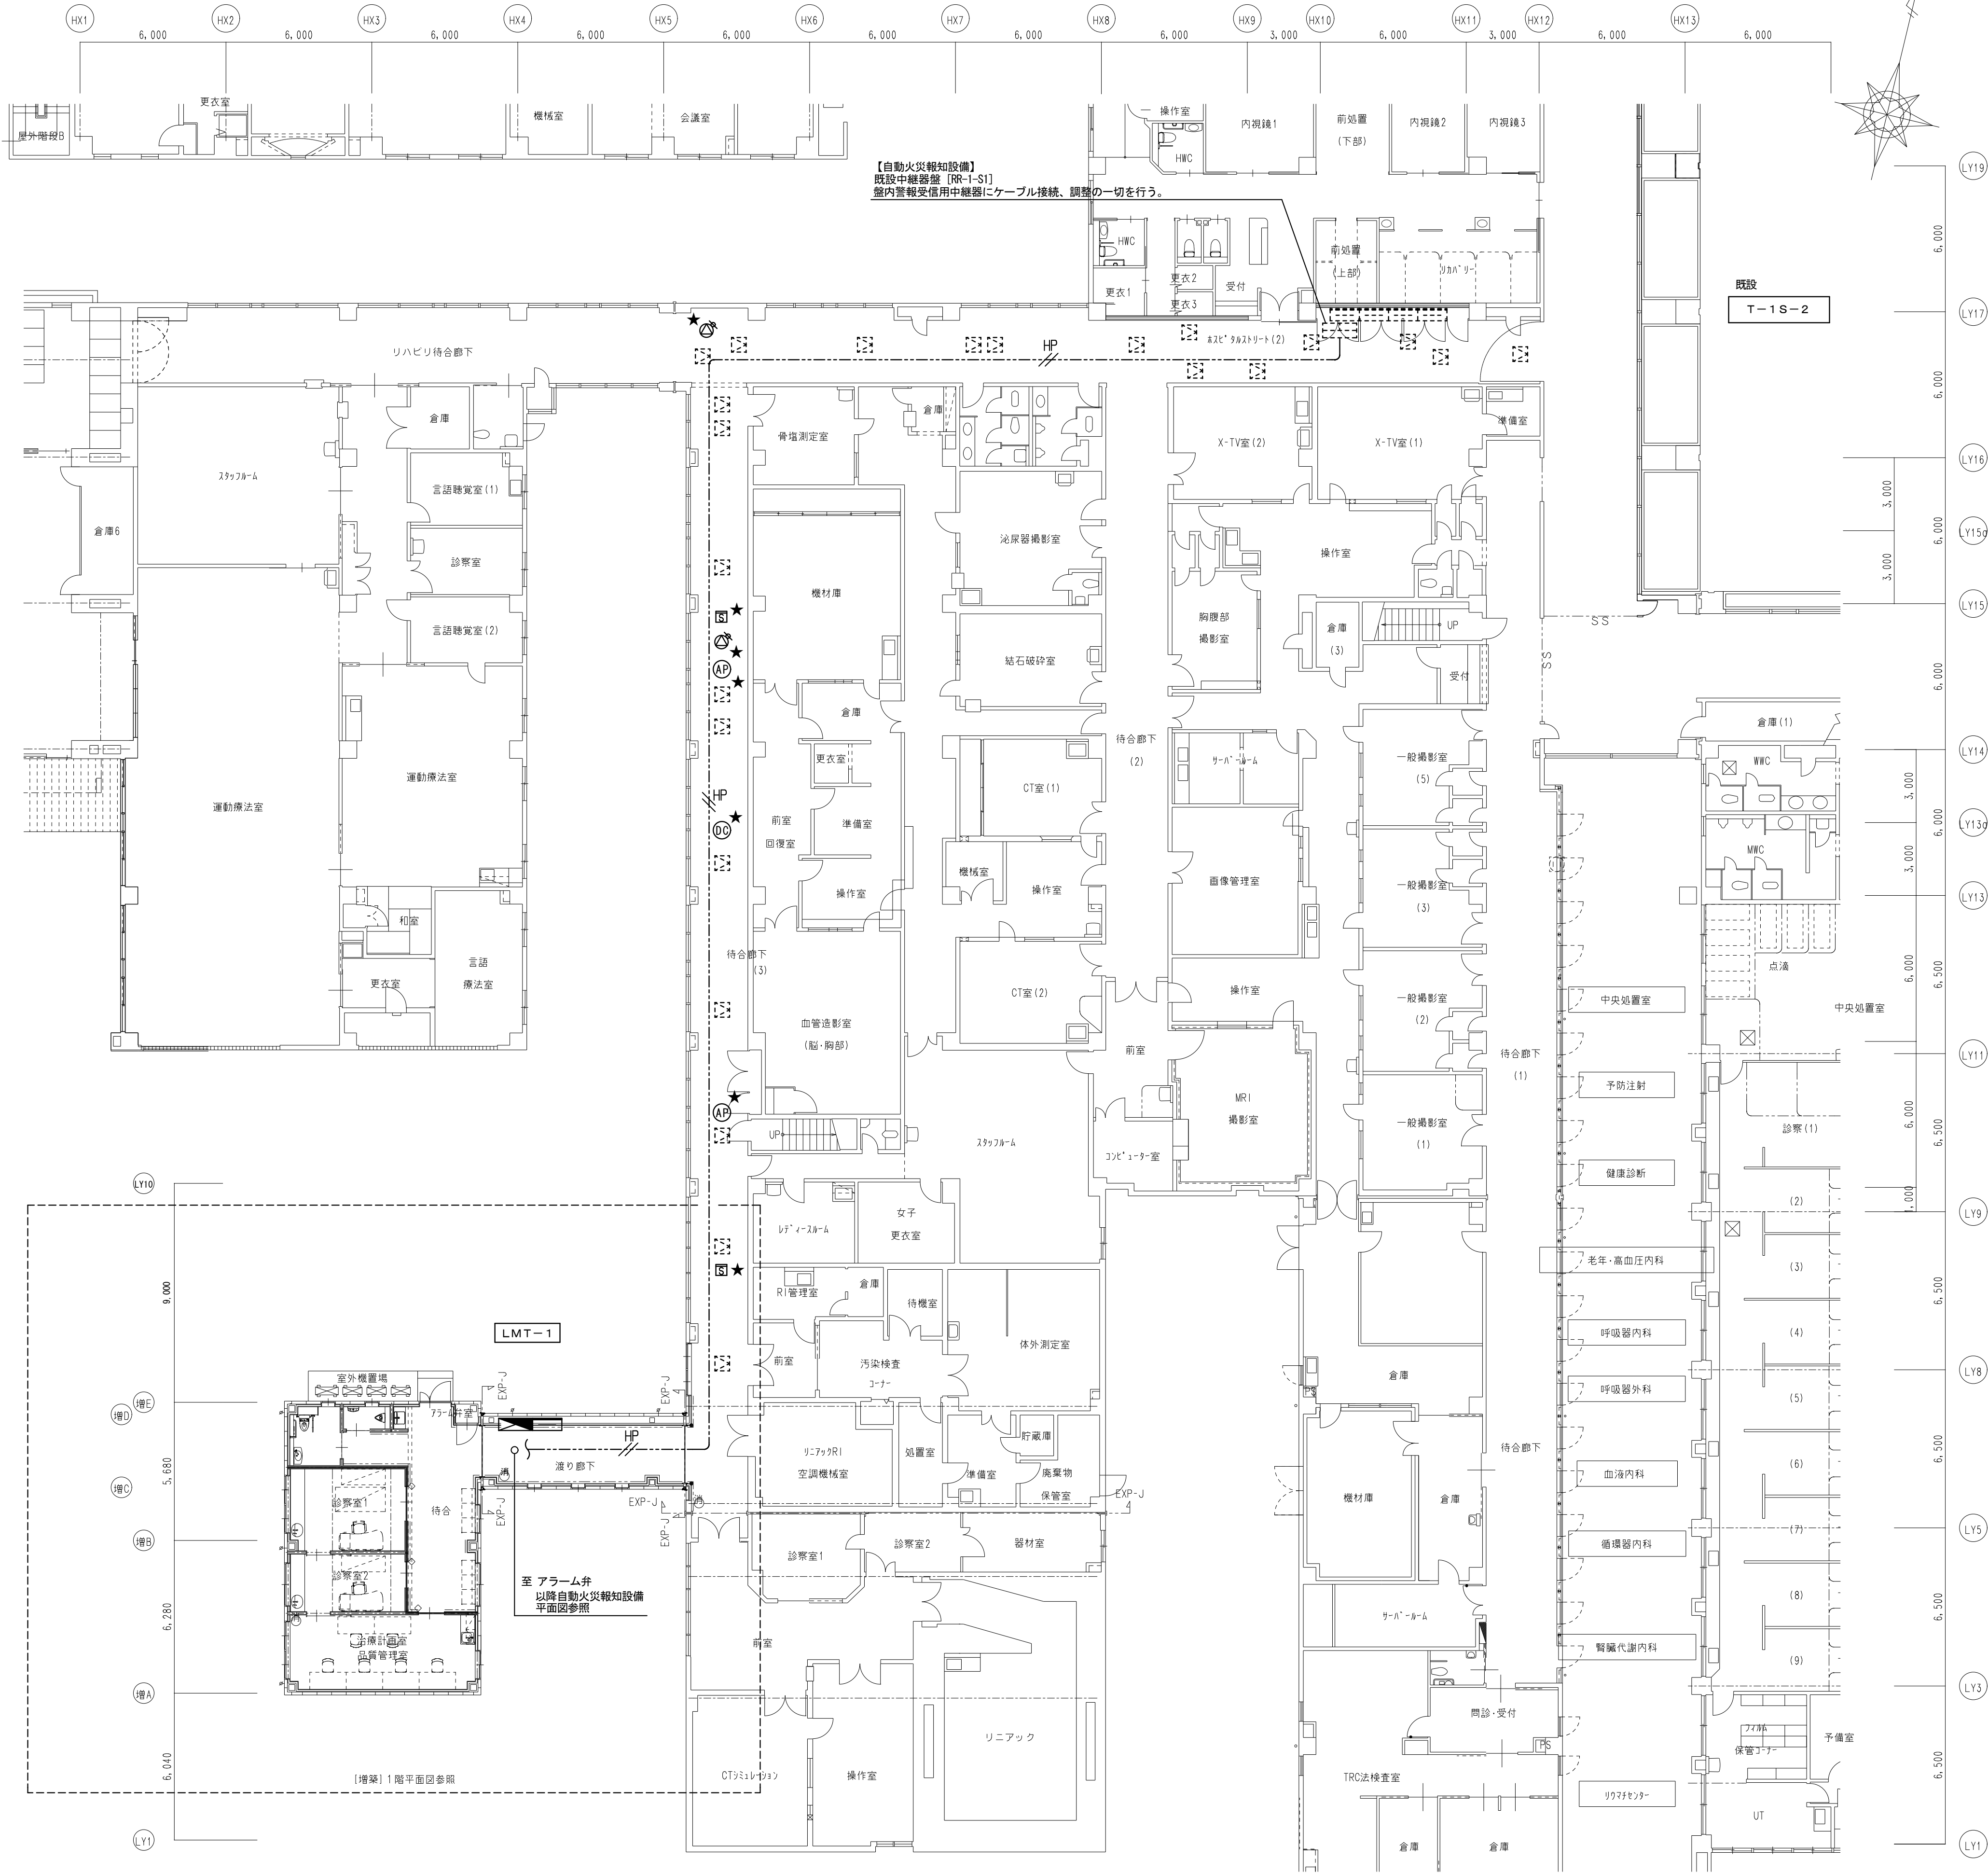 HX1 HX2 HX3 HX4 HX5 HX6 HX7 HX8 HX9 HX10 HX11 HX12 HX13
6,000 6,000 6,000 6,000 6,000 6,000 6,000 6,000 3,000 6,000 3,000 6,000 6,000
更衣室
屋外階段B
機械室
会議室
操作室
HWC
内視鏡1
前処置
(下部)
内視鏡2
内視鏡3
【自動火災報知設備】
既設中継器盤 [RR-1-S1]
盤内警報受信用中継器にケーブル接続、調整の一切を行う。
LY19
6,000
HWC
更衣1
更衣2
更衣3
受付
前処置
(上部)
リカバリー
既設
T-1S-2
LY17
リハビリ待合廊下
HP
ホスピタルストリート(2)
6,000
倉庫
スタッフルーム
言語聴覚室(1)
倉庫6
診察室
言語聴覚室(2)
運動療法室
運動療法室
和室
更衣室
言語
療法室
骨塩測定室
倉庫
機材庫
S
AP
倉庫
更衣室
HP
DC
前室
回復室
準備室
操作室
待合廊下
(3)
血管造影室
(脳・胸部)
AP
UP
泌尿器撮影室
結石破砕室
CT室(1)
機械室
操作室
CT室(2)
スタッフルーム
待合廊下
(2)
前室
コンピューター室
X-TV室(2)
X-TV室(1)
準備室
操作室
胸腹部
撮影室
倉庫
(3)
UP
受付
サーバールーム
画像管理室
操作室
MRI
撮影室
一般撮影室
(5)
一般撮影室
(3)
一般撮影室
(2)
一般撮影室
(1)
待合廊下
(1)
SS
SS
LY16
3,000
LY15a
6,000
3,000
LY15
6,000
倉庫(1)
LY14
WWC
3,000
LY13a
6,000
MWC
3,000
LY13
点滴
中央処置室
中央処置室
6,000
6,500
LY11
予防注射
診察(1)
6,000
6,500
健康診断
(2)
1,000
LY9
老年・高血圧内科
(3)
6,500
呼吸器内科
(4)
LY8
呼吸器外科
(5)
6,500
待合廊下
血液内科
(6)
LY5
循環器内科
(7)
6,500
(8)
腎臓代謝内科
(9)
LY3
フィルム
保管コーナー
予備室
6,500
リウマチセンター
UT
LY1
LY10
9,000
レディースルーム
女子
更衣室
S
RI管理室
倉庫
待機室
体外測定室
前室
汚染検査
コーナー
LMT-1
室外機置場
アラーム弁室
EXP-J
EXP-J
増E
増D
5,680
増C
増B
6,280
増A
6,040
LY1
HP
渡り廊下
EXP-J
EXP-J
EXP-J
EXP-J
診察室1
待合
診察室2
治療計画室
品質管理室
至 アラーム弁
以降自動火災報知設備
平面図参照
[増築]1階平面図参照
リニアックRI
空調機械室
処置室
準備室
貯蔵庫
廃棄物
保管室
診察室1
診察室2
器材室
前室
CTシミュレーション
操作室
リニアック
倉庫
PS
機材庫
倉庫
サーバールーム
問診・受付
PS
TRC法検査室
倉庫
倉庫